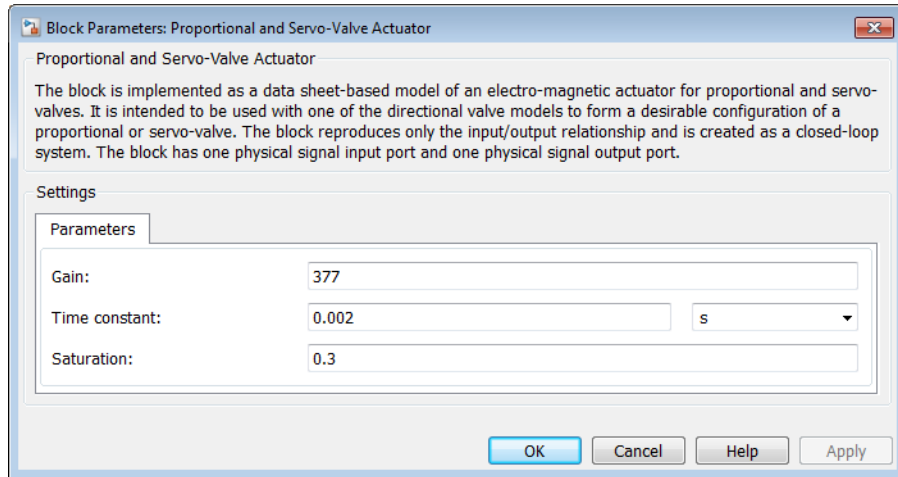 Block Parameters: Proportional and Servo-Valve Actuator
Proportional and Servo-Valve Actuator
The block is implemented as a data sheet-based model of an electro-magnetic actuator for proportional and servo-
valves. It is intended to be used with one of the directional valve models to form a desirable configuration of a
proportional or servo-valve. The block reproduces only the input/output relationship and is created as a closed-loop
system. The block has one physical signal input port and one physical signal output port.
Settings
Parameters
Gain: 377
Time constant: 0.002 s
Saturation: 0.3
OK Cancel Help Apply